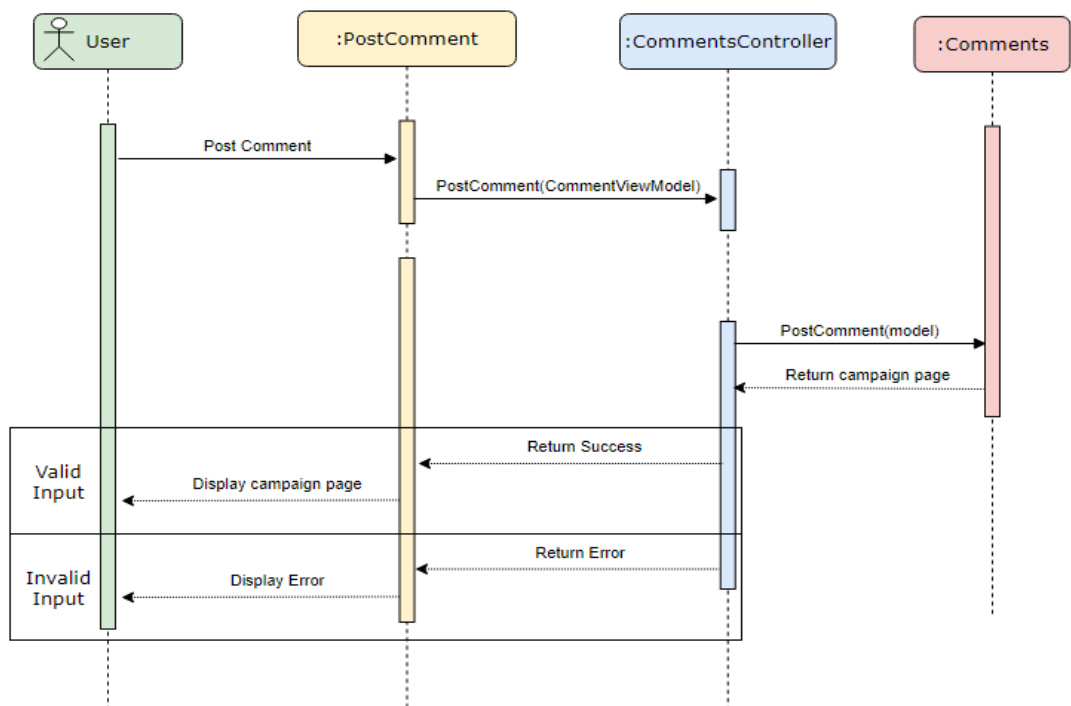 User
:PostComment
:CommentsController
:Comments
Post Comment
PostComment(CommentViewModel)
PostComment(model)
Return campaign page
Return Success
Valid
Input
Display campaign page
Return Error
Invalid
Input
Display Error